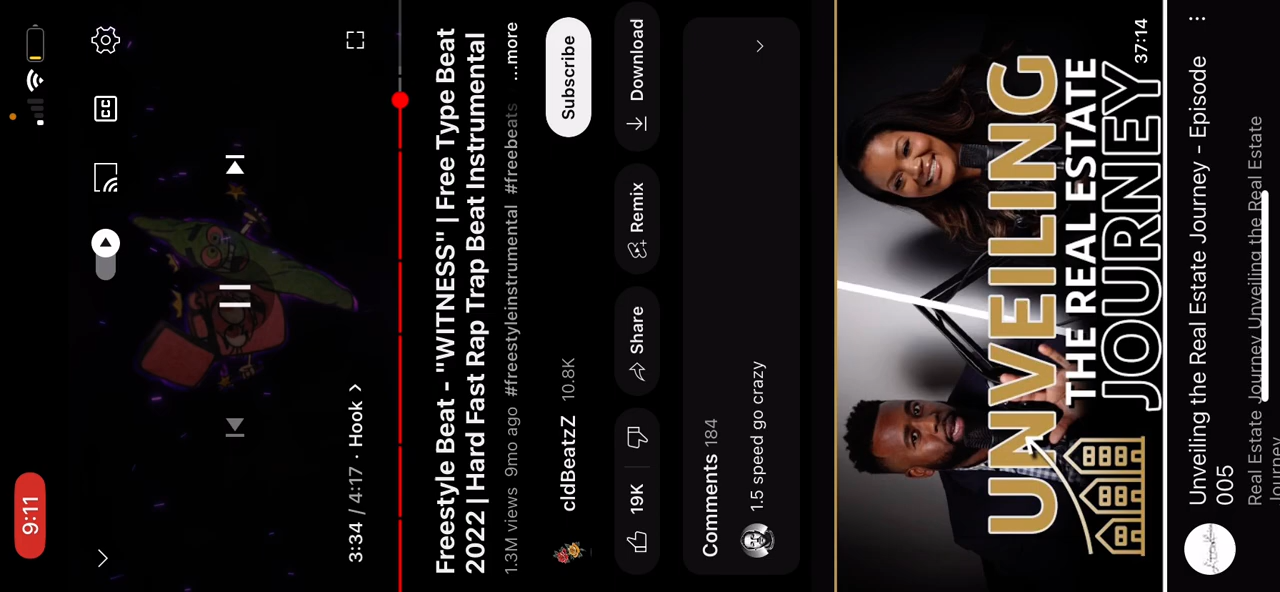 9:11
CC
3:34 / 4:17 · Hook >
Freestyle Beat - "WITNESS" | Free Type Beat
2022 | Hard Fast Rap Trap Beat Instrumental
1.3M views 9mo ago #freestyleinstrumental #freebeats ...more
cldBeatzZ 10.8K
Subscribe
19K
Share
Remix
Download
Comments 184
1.5 speed go crazy
UNVEILING
THE REAL ESTATE
JOURNEY
37:14
Unveiling the Real Estate Journey - Episode
005
Real Estate Journey Unveiling the Real Estate
Journey